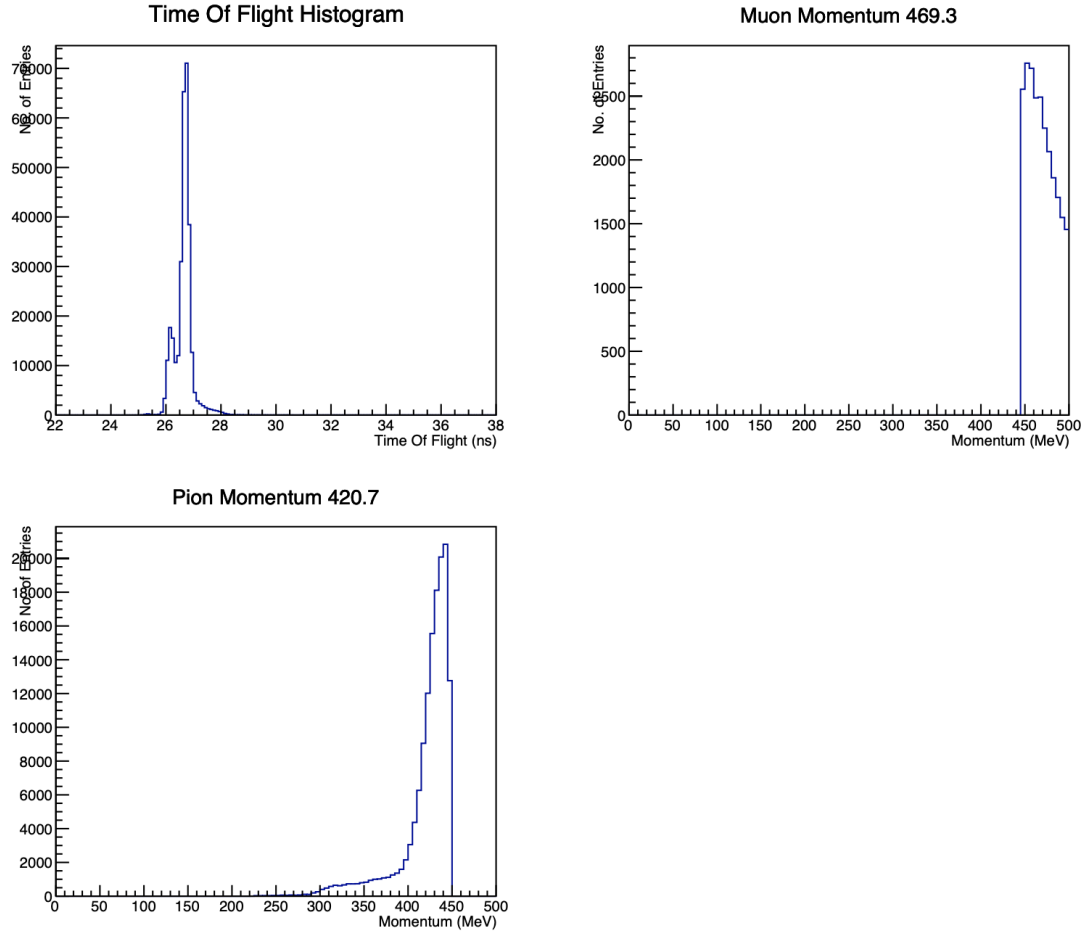 Time Of Flight Histogram
No. of Entries
70000
60000
50000
40000
30000
20000
10000
0
22 24 26 28 30 32 34 36 38
Time Of Flight (ns)
Muon Momentum 469.3
No. of Entries
2500
2000
1500
1000
500
0
0 50 100 150 200 250 300 350 400 450 500
Momentum (MeV)
Pion Momentum 420.7
No. of Entries
20000
18000
16000
14000
12000
10000
8000
6000
4000
2000
0
0 50 100 150 200 250 300 350 400 450 500
Momentum (MeV)